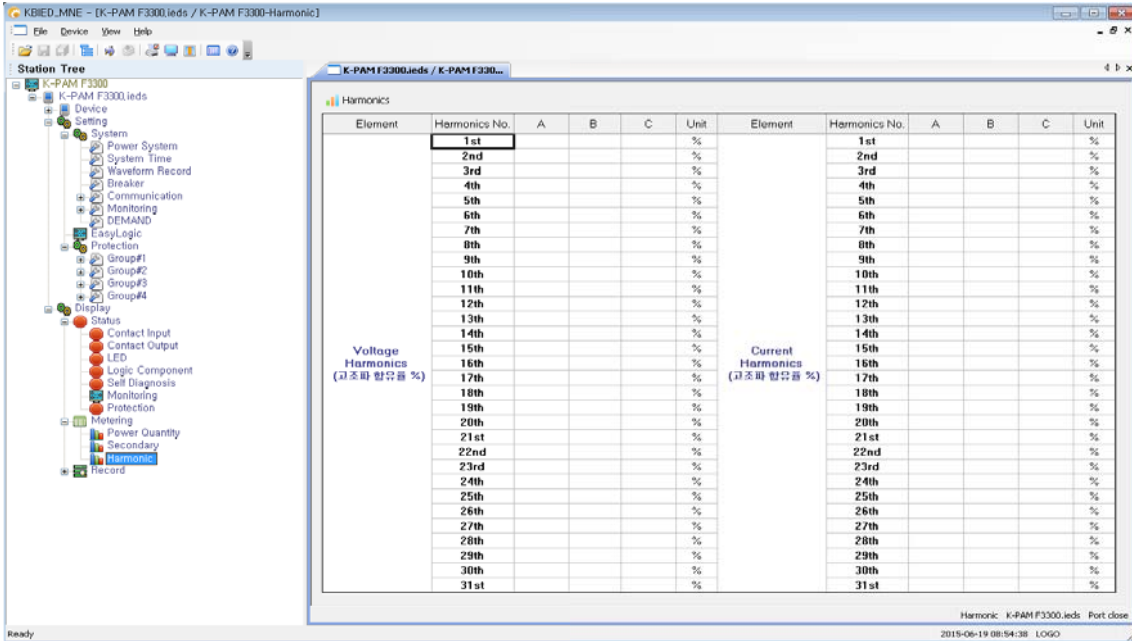 KBIED_MNE - [K-PAM F3300.ieds / K-PAM F3300-Harmonic]
File Device View Help
Station Tree
K-PAM F3300
K-PAM F3300.ieds
Device
Setting
System
Power System
System Time
Waveform Record
Breaker
Communication
Monitoring
DEMAND
EasyLogic
Protection
Group#1
Group#2
Group#3
Group#4
Display
Status
Contact Input
Contact Output
LED
Logic Component
Self Diagnosis
Monitoring
Protection
Metering
Power Quantity
Secondary
Harmonic
Record
K-PAM F3300.ieds / K-PAM F330...
Harmonics
Element Harmonics No. A B C Unit Element Harmonics No. A B C Unit
1st % 1st %
2nd % 2nd %
3rd % 3rd %
4th % 4th %
5th % 5th %
6th % 6th %
7th % 7th %
8th % 8th %
9th % 9th %
10th % 10th %
11th % 11th %
12th % 12th %
13th % 13th %
14th % 14th %
Voltage 15th % Current 15th %
Harmonics 16th % Harmonics 16th %
(고조파 함유율 %) 17th % (고조파 함유율 %) 17th %
18th % 18th %
19th % 19th %
20th % 20th %
21st % 21st %
22nd % 22nd %
23rd % 23rd %
24th % 24th %
25th % 25th %
26th % 26th %
27th % 27th %
28th % 28th %
29th % 29th %
30th % 30th %
31st % 31st %
Harmonic K-PAM F3300.ieds Port close
Ready 2015-06-19 08:54:38 LOGO